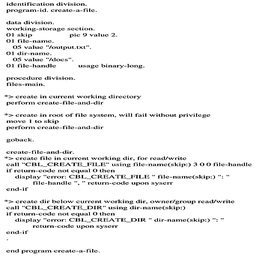 identification division.
program-id. create-a-file.
data division.
working-storage section.
01 skip pic 9 value 2.
01 file-name.
05 value "/output.txt".
01 dir-name.
05 value "/docs".
01 file-handle usage binary-long.
procedure division.
files-main.
*> create in current working directory
perform create-file-and-dir
*> create in root of file system, will fail without privilege
move 1 to skip
perform create-file-and-dir
goback.
create-file-and-dir.
*> create file in current working dir, for read/write
call "CBL_CREATE_FILE" using file-name(skip:) 3 0 0 file-handle
if return-code not equal 0 then
display "error: CBL_CREATE_FILE " file-name(skip:) ": "
file-handle ", " return-code upon syserr
end-if
*> create dir below current working dir, owner/group read/write
call "CBL_CREATE_DIR" using dir-name(skip:)
if return-code not equal 0 then
display "error: CBL_CREATE_DIR " dir-name(skip:) ": "
return-code upon syserr
end-if
.
end program create-a-file.